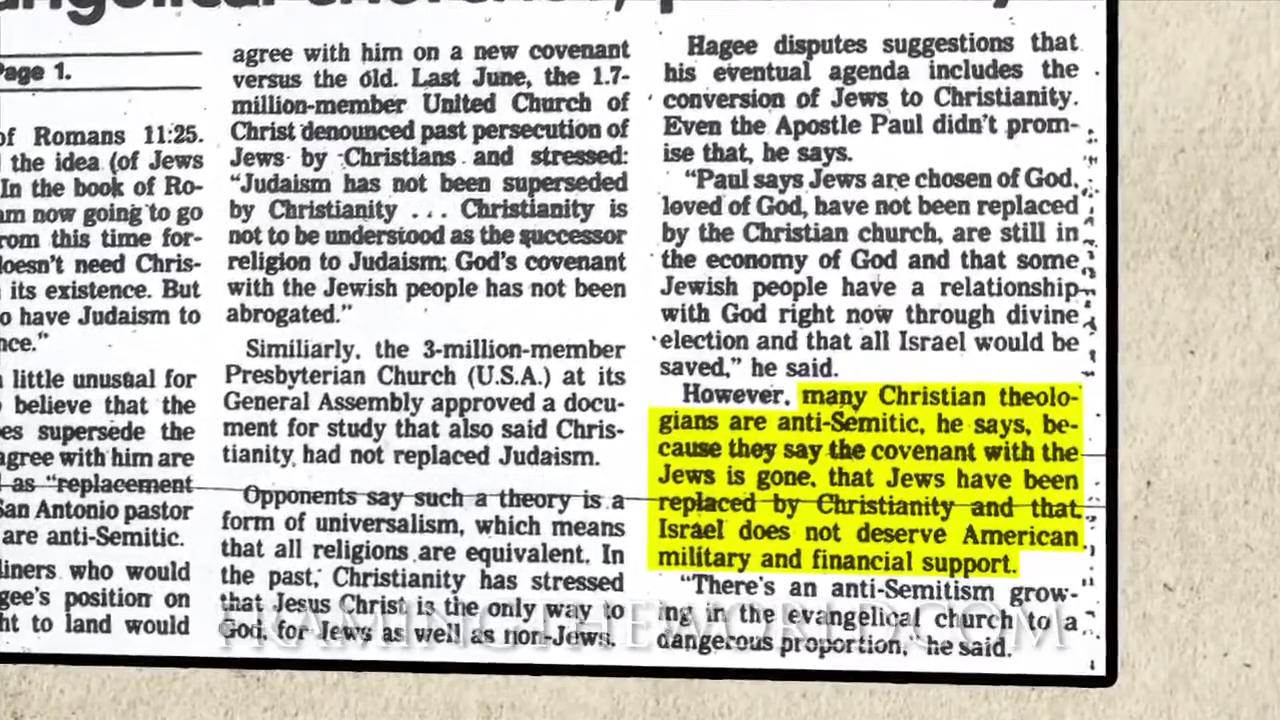 Page 1.
of Romans 11:25.
the idea (of Jews
In the book of Ro-
am now going to go
rom this time for-
doesn't need Chris-
its existence. But
o have Judaism to
nce."
little unusual for
believe that the
es supersede the
agree with him are
as "replacement
San Antonio pastor
are anti-Semitic.
liners who would
gee's position on
ht to land would
agree with him on a new covenant
versus the old. Last June, the 1.7-
million-member United Church of
Christ denounced past persecution of
Jews by Christians and stressed:
"Judaism has not been superseded
by Christianity ... Christianity is
not to be understood as the successor
religion to Judaism; God's covenant
with the Jewish people has not been
abrogated."
Similiarly, the 3-million-member
Presbyterian Church (U.S.A.) at its
General Assembly approved a docu-
ment for study that also said Chris-
tianity had not replaced Judaism.
Opponents say such a theory is a
form of universalism, which means
that all religions are equivalent. In
the past, Christianity has stressed
that Jesus Christ is the only way to
God, for Jews as well as non-Jews.
Hagee disputes suggestions that
his eventual agenda includes the
conversion of Jews to Christianity.
Even the Apostle Paul didn't prom-
ise that, he says.
"Paul says Jews are chosen of God,
loved of God, have not been replaced
by the Christian church, are still in
the economy of God and that some
Jewish people have a relationship
with God right now through divine
election and that all Israel would be
saved," he said.
However, many Christian theolo-
gians are anti-Semitic, he says, be-
cause they say the covenant with the
Jews is gone, that Jews have been
replaced by Christianity and that
Israel does not deserve American
military and financial support.
"There's an anti-Semitism grow-
ing in the evangelical church to a
dangerous proportion," he said.
FRAMINGTHEWORLD.COM